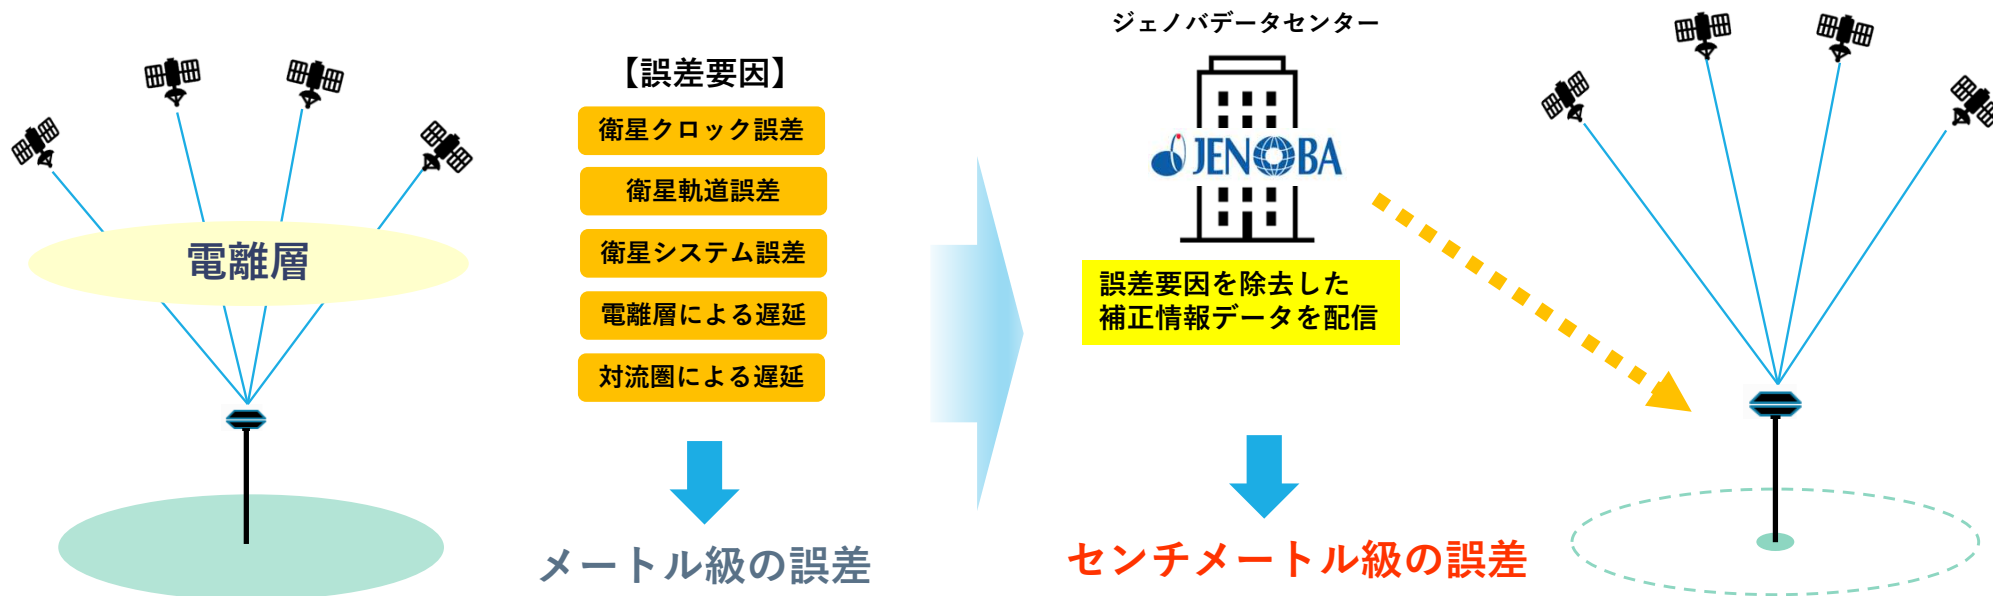 電離層
【誤差要因】
衛星クロック誤差
衛星軌道誤差
衛星システム誤差
電離層による遅延
対流圏による遅延
メートル級の誤差
ジェノバデータセンター
JENOBA
誤差要因を除去した
補正情報データを配信
センチメートル級の誤差